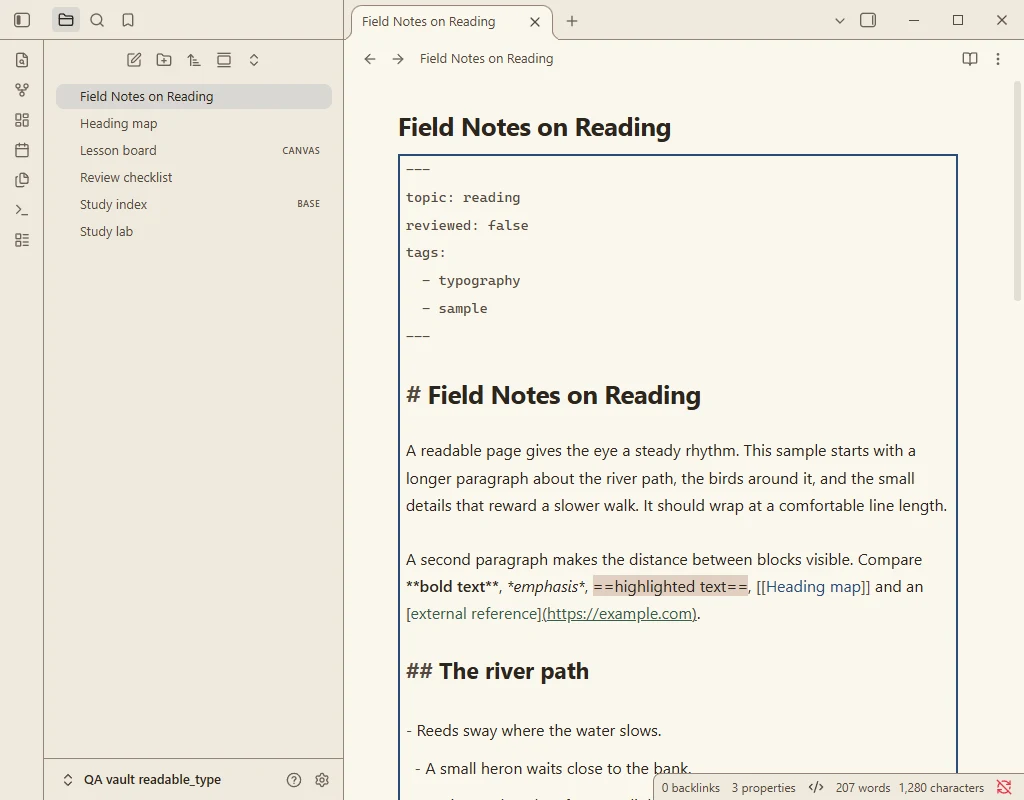 Field Notes on Reading
Field Notes on Reading
Field Notes on Reading
Heading map
Lesson board CANVAS
Review checklist
Study index BASE
Study lab
Field Notes on Reading
---
topic: reading
reviewed: false
tags:
- typography
- sample
---
# Field Notes on Reading
A readable page gives the eye a steady rhythm. This sample starts with a
longer paragraph about the river path, the birds around it, and the small
details that reward a slower walk. It should wrap at a comfortable line length.
A second paragraph makes the distance between blocks visible. Compare
**bold text**, *emphasis*, ==highlighted text==, [[Heading map]] and an
[external reference](https://example.com).
## The river path
- Reeds sway where the water slows.
- A small heron waits close to the bank.
QA vault readable_type
0 backlinks 3 properties 207 words 1,280 characters